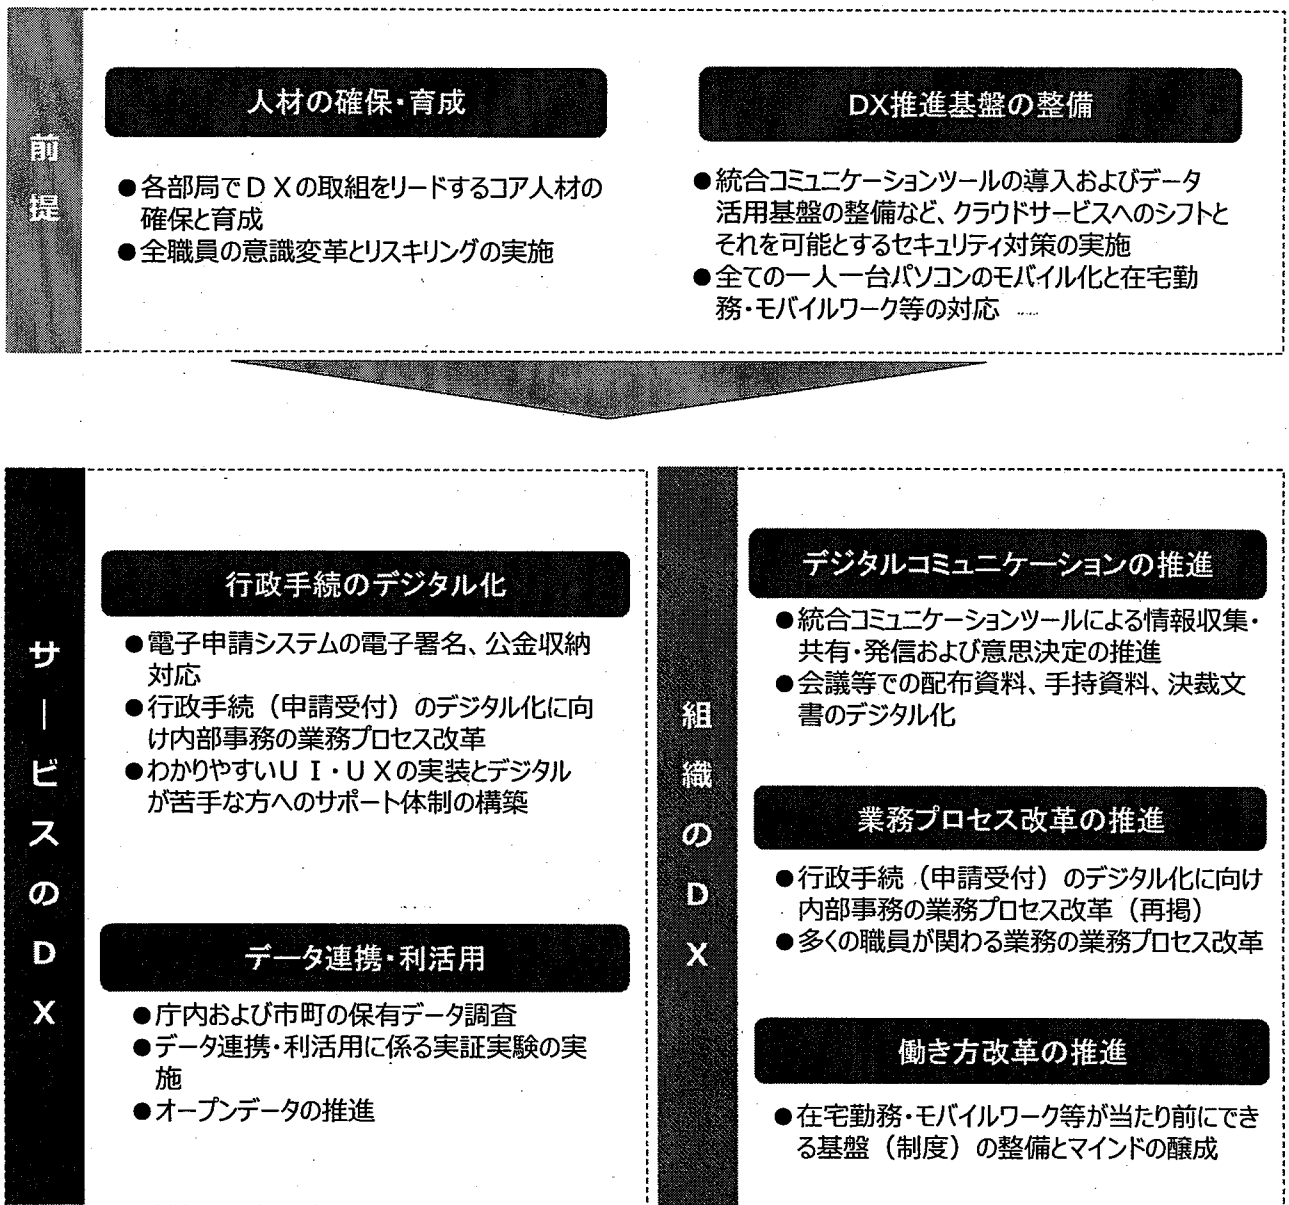 前提
人材の確保・育成
●各部局でＤＸの取組をリードするコア人材の
確保と育成
●全職員の意識変革とリスキリングの実施
DX推進基盤の整備
●統合コミュニケーションツールの導入およびデータ
活用基盤の整備など、クラウドサービスへのシフトと
それを可能とするセキュリティ対策の実施
●全ての一人一台パソコンのモバイル化と在宅勤
務・モバイルワーク等の対応
サービスのDX
行政手続のデジタル化
●電子申請システムの電子署名、公金収納
対応
●行政手続（申請受付）のデジタル化に向
け内部事務の業務プロセス改革
●わかりやすいＵＩ・ＵＸの実装とデジタル
が苦手な方へのサポート体制の構築
データ連携・利活用
●庁内および市町の保有データ調査
●データ連携・利活用に係る実証実験の実
施
●オープンデータの推進
組織のDX
デジタルコミュニケーションの推進
●統合コミュニケーションツールによる情報収集・
共有・発信および意思決定の推進
●会議等での配布資料、手持資料、決裁文
書のデジタル化
業務プロセス改革の推進
●行政手続（申請受付）のデジタル化に向け
内部事務の業務プロセス改革（再掲）
●多くの職員が関わる業務の業務プロセス改革
働き方改革の推進
●在宅勤務・モバイルワーク等が当たり前にでき
る基盤（制度）の整備とマインドの醸成